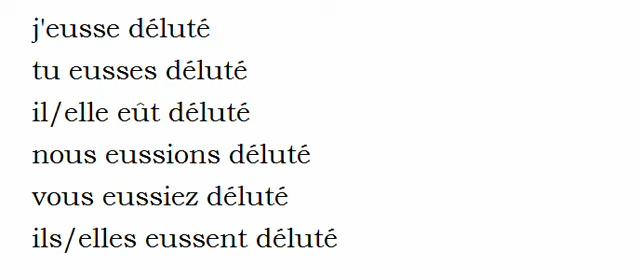 j'eusse déluté
tu eusses déluté
il/elle eût déluté
nous eussions déluté
vous eussiez déluté
ils/elles eussent déluté